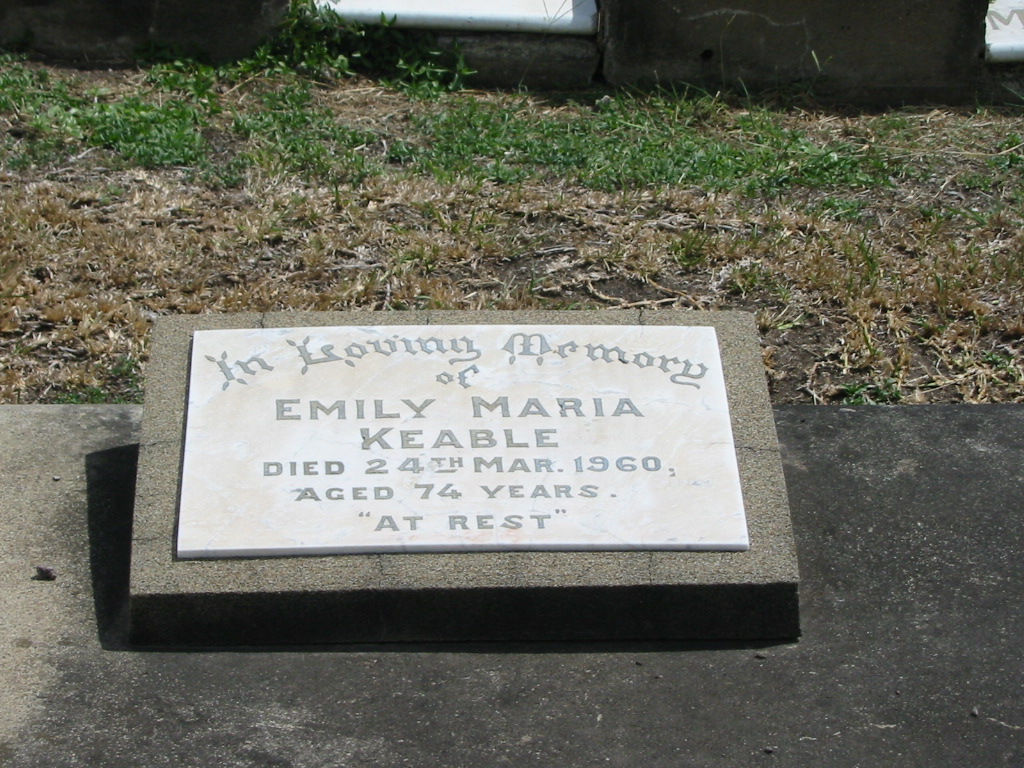 In Loving Memory
of
EMILY MARIA
KEABLE
DIED 24TH MAR. 1960,
AGED 74 YEARS.
"AT REST"